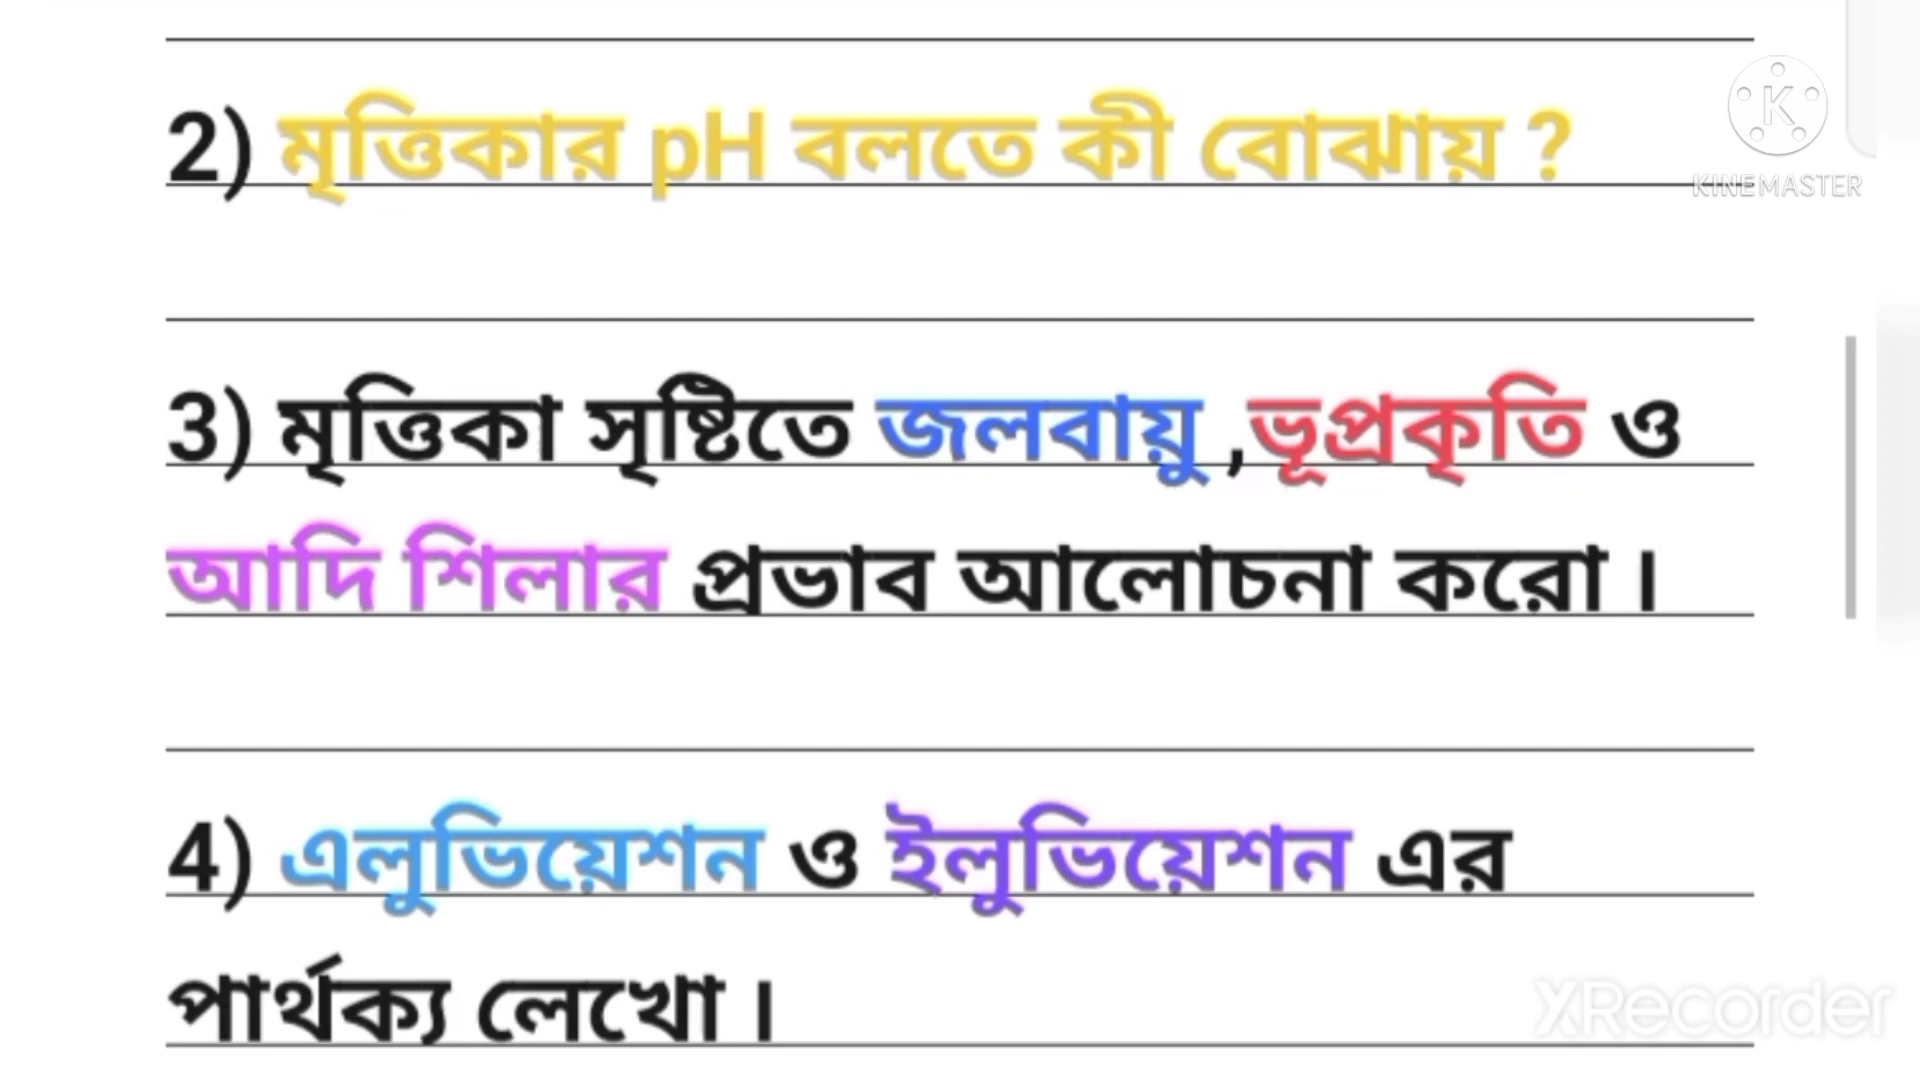 2) মৃত্তিকার pH বলতে কী বোঝায় ?
KINEMASTER
3) মৃত্তিকা সৃষ্টিতে জলবায়ু ,ভূপ্রকৃতি ও
আদি শিলার প্রভাব আলোচনা করো ।
4) এলুভিয়েশন ও ইলুভিয়েশন এর
পার্থক্য লেখো ।
XRecorder